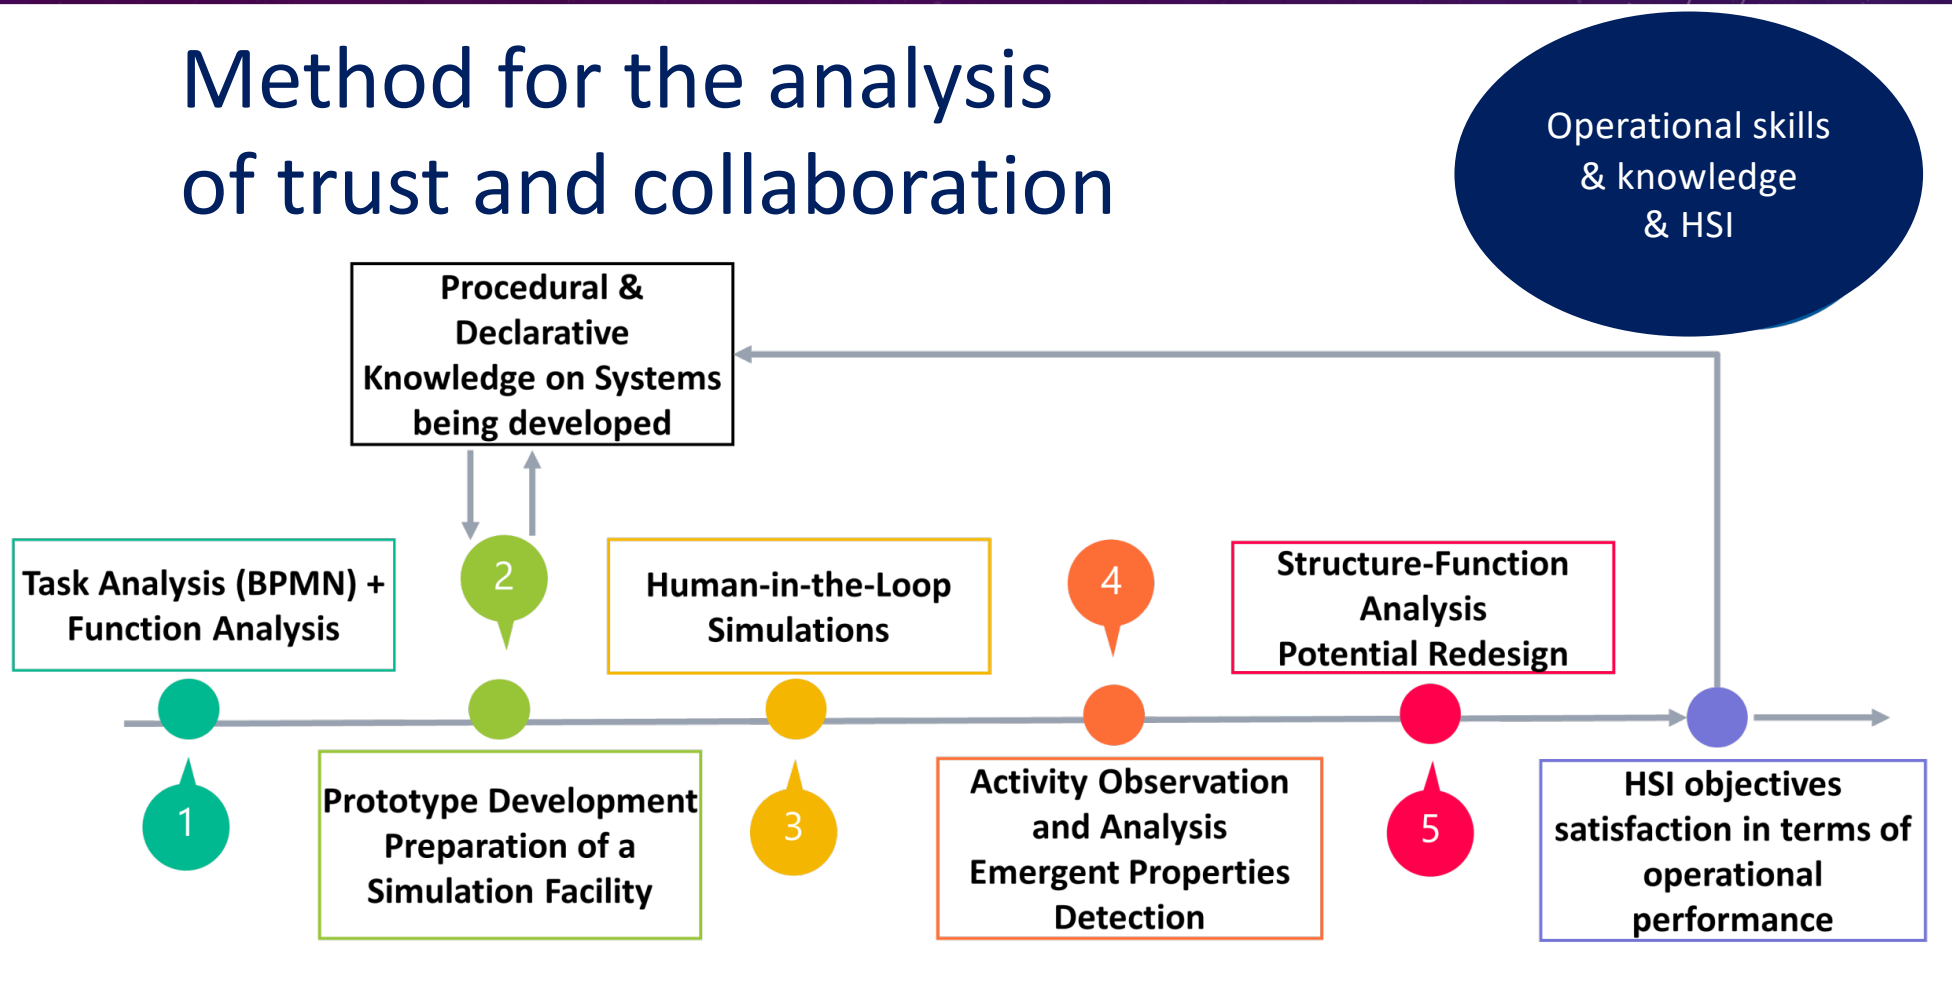 Method for the analysis
of trust and collaboration
Operational skills
& knowledge
& HSI
Procedural &
Declarative
Knowledge on Systems
being developed
Task Analysis (BPMN) +
Function Analysis
2
Human-in-the-Loop
Simulations
4
Structure-Function
Analysis
Potential Redesign
1
Prototype Development
Preparation of a
Simulation Facility
3
Activity Observation
and Analysis
Emergent Properties
Detection
5
HSI objectives
satisfaction in terms of
operational
performance